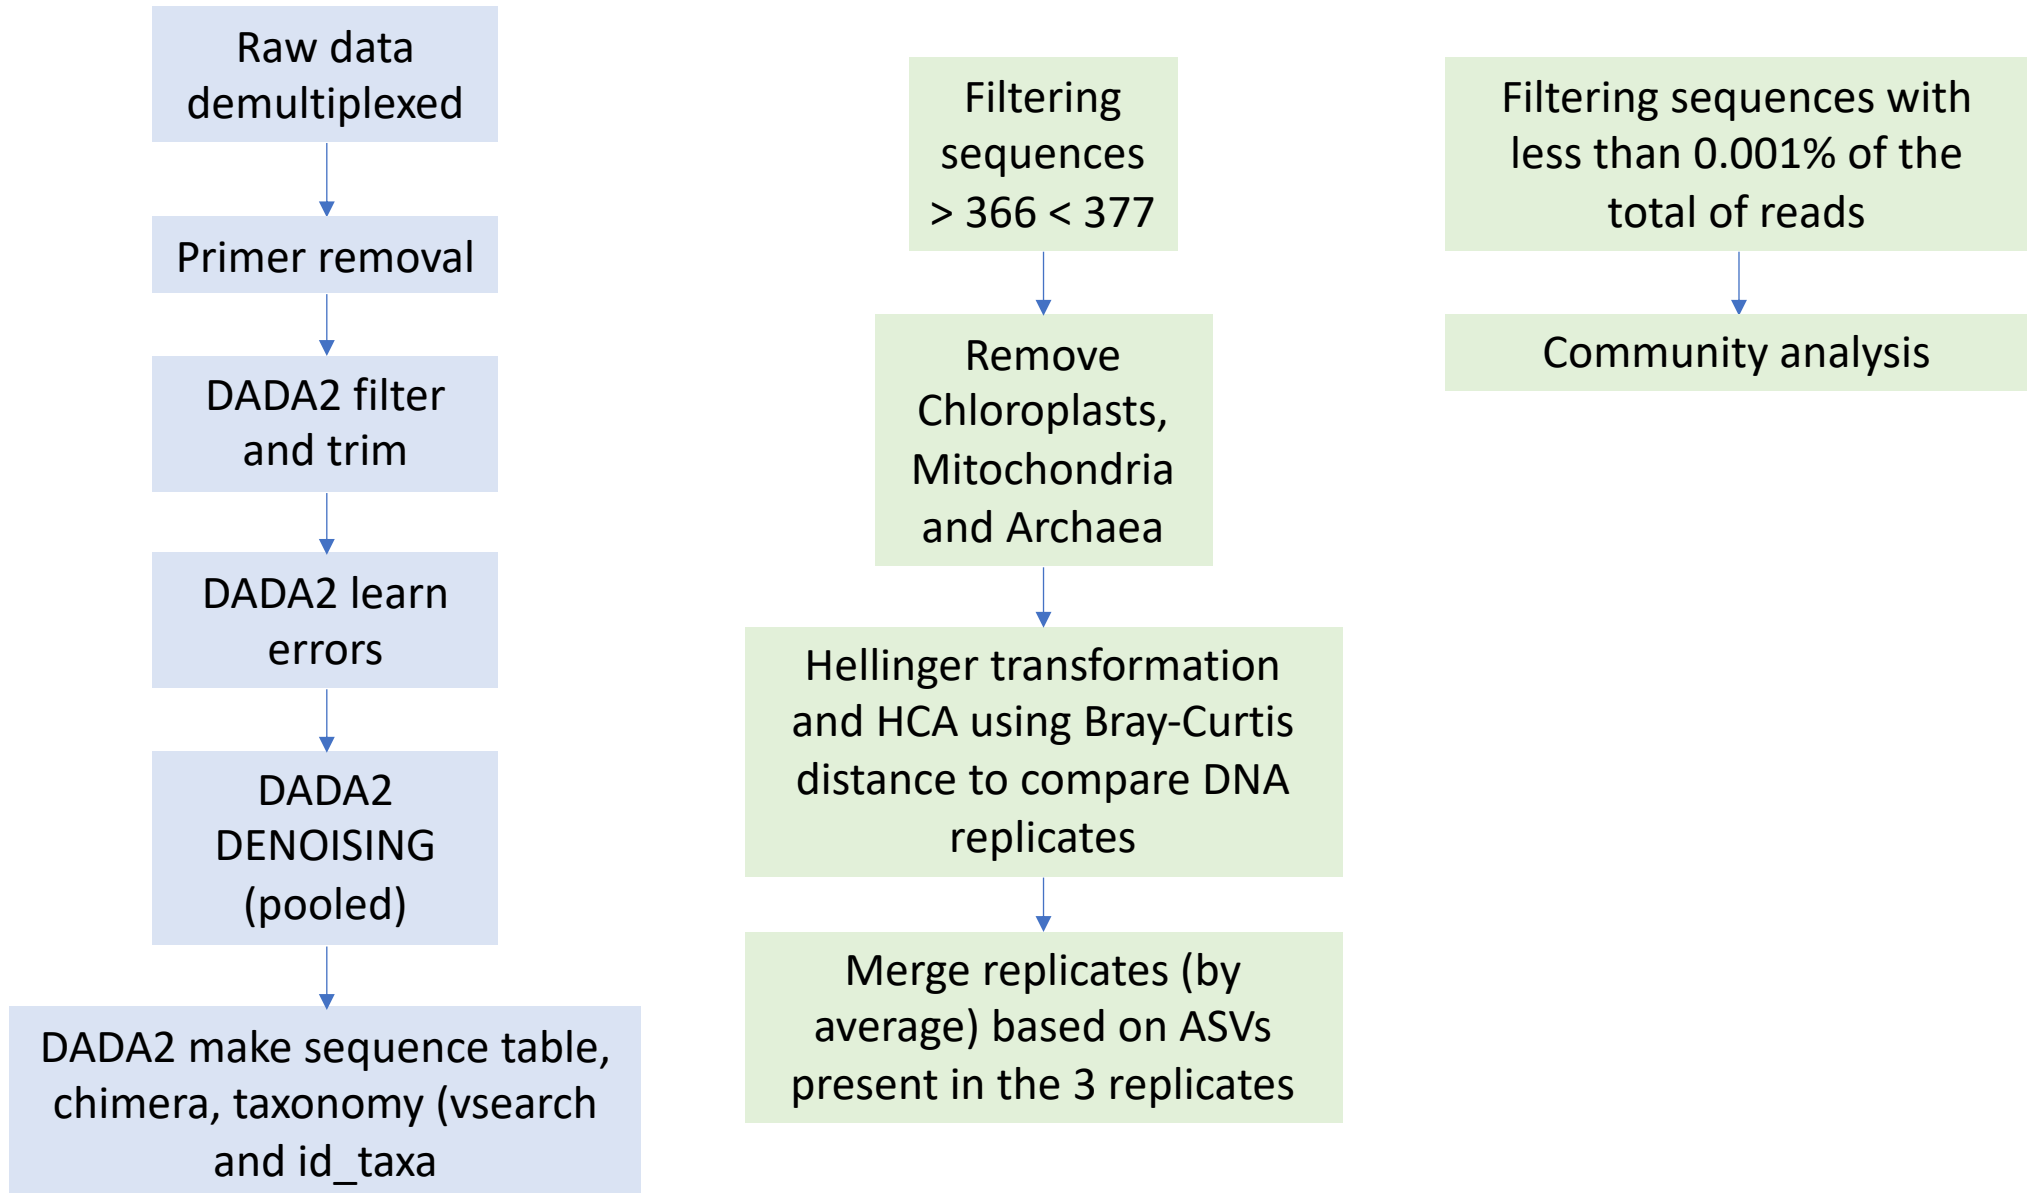 Raw data
demultiplexed
Primer removal
DADA2 filter
and trim
DADA2 learn
errors
DADA2
DENOISING
(pooled)
DADA2 make sequence table,
chimera, taxonomy (vsearch
and id_taxa
Filtering
sequences
> 366 < 377
Remove
Chloroplasts,
Mitochondria
and Archaea
Hellinger transformation
and HCA using Bray-Curtis
distance to compare DNA
replicates
Merge replicates (by
average) based on ASVs
present in the 3 replicates
Filtering sequences with
less than 0.001% of the
total of reads
Community analysis